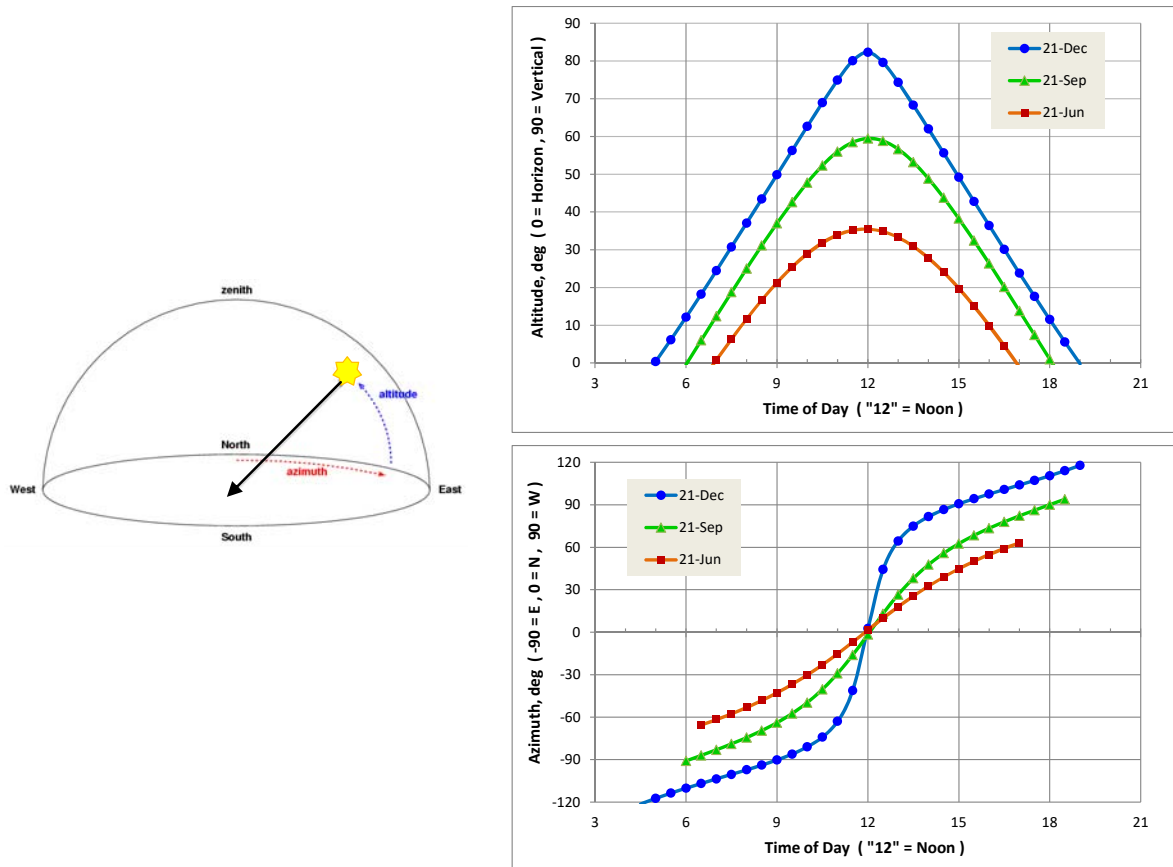 zenith
altitude
North
azimuth
West
East
South
90
80
70
60
50
40
30
20
10
0
3
6
9
12
15
18
21
Altitude, deg ( 0 = Horizon , 90 = Vertical )
Time of Day ( "12" = Noon )
21-Dec
21-Sep
21-Jun
120
90
60
30
0
-30
-60
-90
-120
3
6
9
12
15
18
21
Azimuth, deg ( -90 = E , 0 = N , 90 = W )
Time of Day ( "12" = Noon )
21-Dec
21-Sep
21-Jun